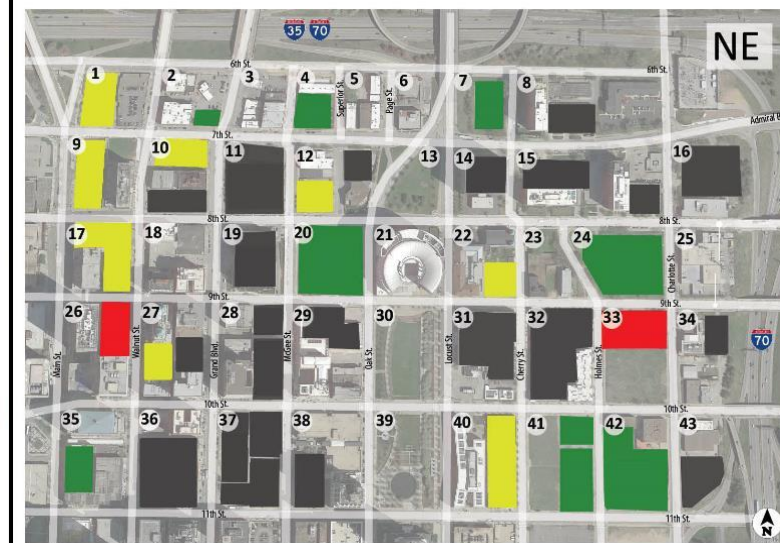 35 70
NE
6th St.
6th St.
1 2 3 4 5 6 7 8
Superior St.
Page St.
7th St.
Admiral B
9 10 11 12 13 14 15 16
8th St.
8th St.
17 18 19 20 21 22 23 24 25
Charlotte St.
9th St.
9th St.
26 27 28 29 30 31 32 33 34
Main St.
Walnut St.
Grand Blvd.
McGee St.
Oak St.
Locust St.
Cherry St.
Holmes St.
70
10th St.
10th St.
35 36 37 38 39 40 41 42 43
11th St.
11th St.
N